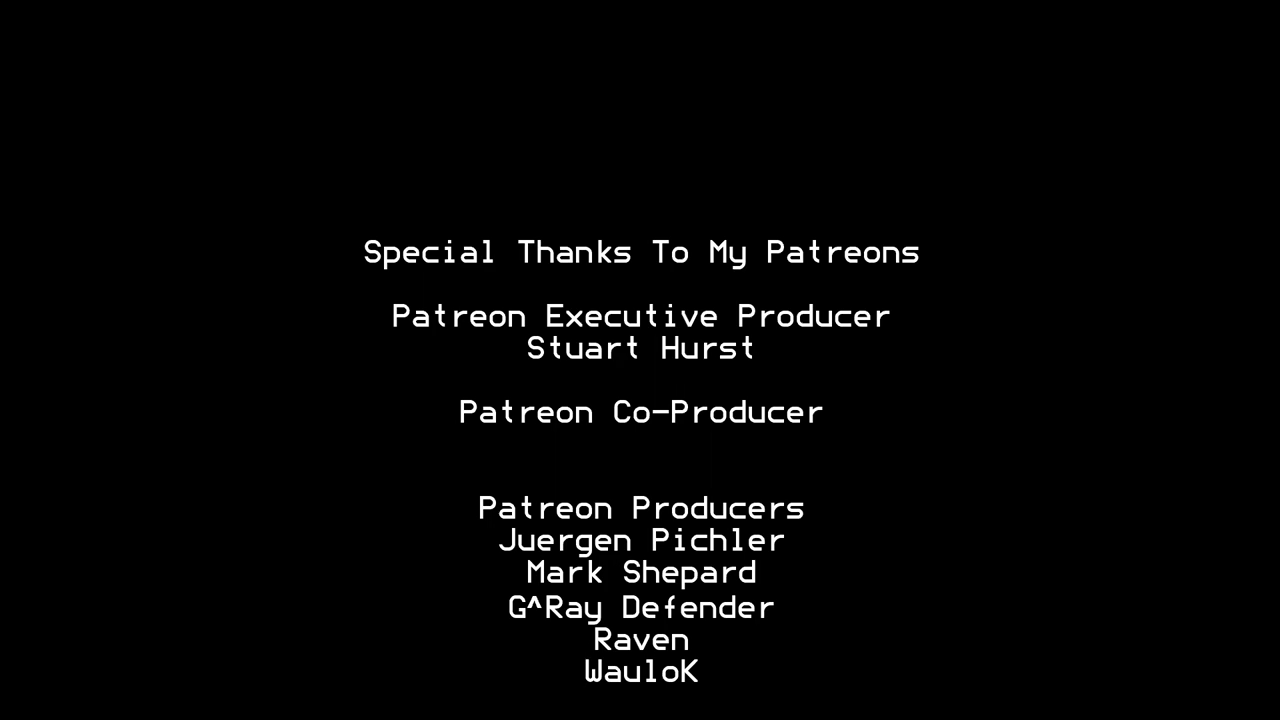 Special Thanks To My Patreons
Patreon Executive Producer
Stuart Hurst
Patreon Co-Producer
Patreon Producers
Juergen Pichler
Mark Shepard
G^Ray Defender
Raven
WauloK